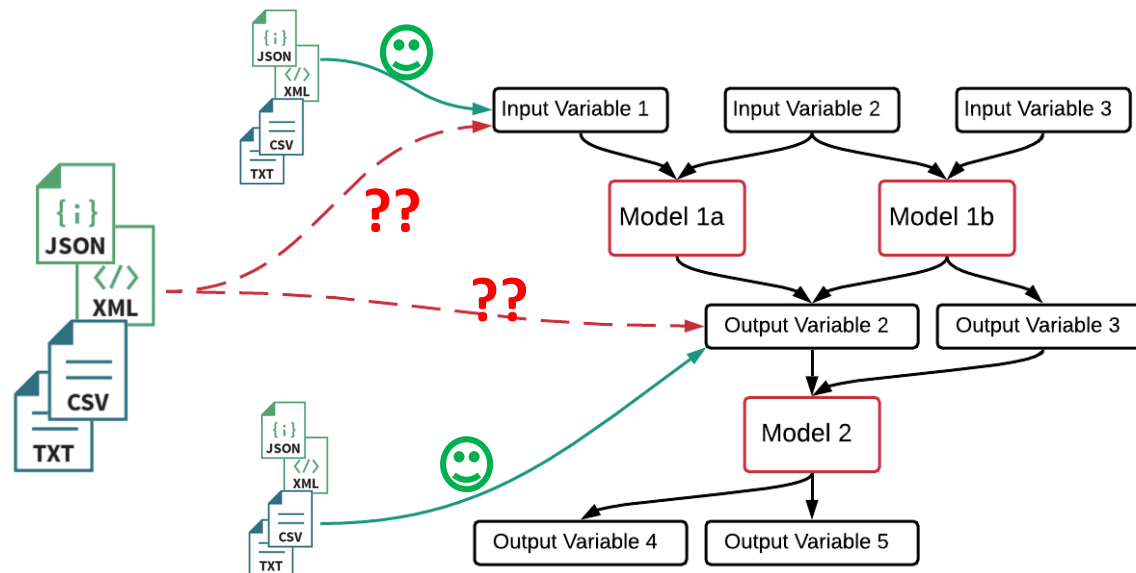 {i}
JSON
</>
XML
CSV
TXT
Input Variable 1
Input Variable 2
Input Variable 3
{i}
JSON
</>
XML
CSV
TXT
??
Model 1a
Model 1b
??
Output Variable 2
Output Variable 3
{i}
JSON
</>
XML
CSV
TXT
Model 2
Output Variable 4
Output Variable 5